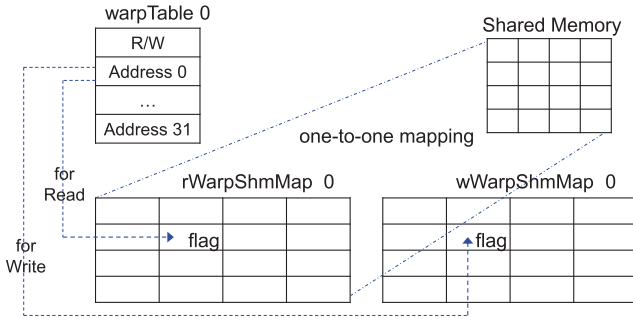 warpTable 0
Shared Memory
R/W
Address 0
...
Address 31
one-to-one mapping
for
Read
rWarpShmMap 0
wWarpShmMap 0
flag
flag
for
Write